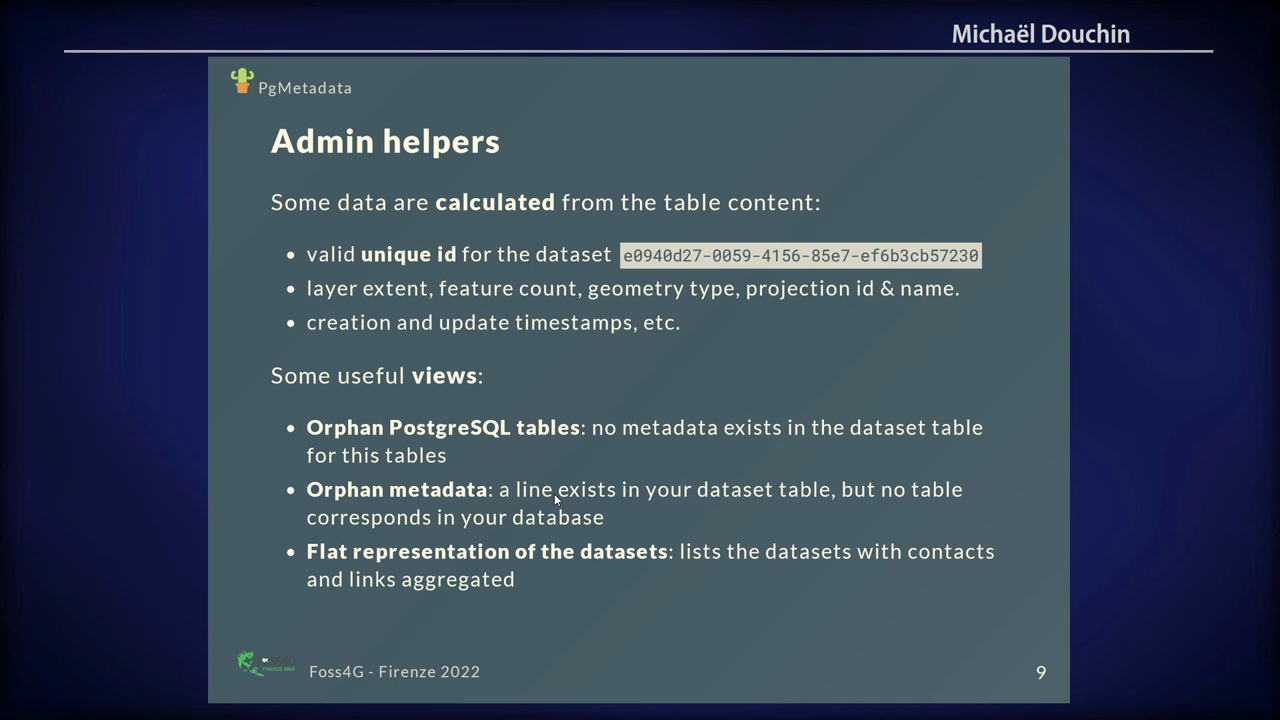 Michaël Douchin
PgMetadata
Admin helpers
Some data are calculated from the table content:
• valid unique id for the dataset e0940d27-0059-4156-85e7-ef6b3cb57230
• layer extent, feature count, geometry type, projection id & name.
• creation and update timestamps, etc.
Some useful views:
• Orphan PostgreSQL tables: no metadata exists in the dataset table
for this tables
• Orphan metadata: a line exists in your dataset table, but no table
corresponds in your database
• Flat representation of the datasets: lists the datasets with contacts
and links aggregated
Foss4G - Firenze 2022
9